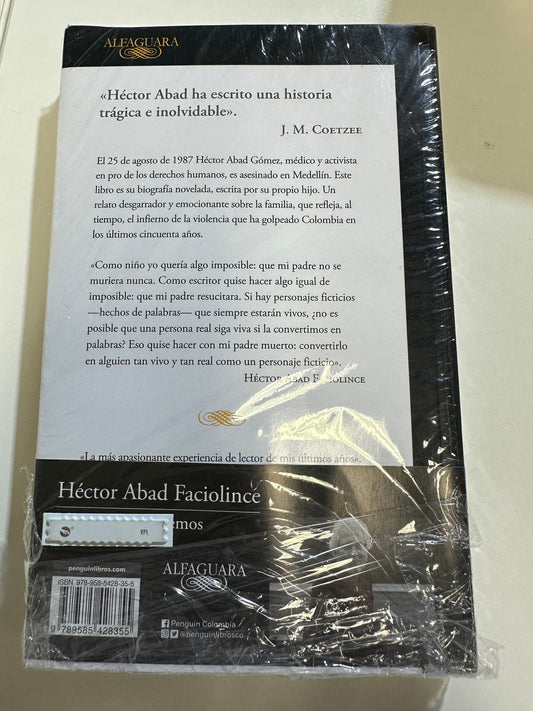 ALFAGUARA
«Héctor Abad ha escrito una historia
trágica e inolvidable».
J. M. Coetzee
El 25 de agosto de 1987 Héctor Abad Gómez, médico y activista
en pro de los derechos humanos, es asesinado en Medellín. Este
libro es su biografía novelada, escrita por su propio hijo. Un
relato desgarrador y emocionante sobre la familia, que refleja, al
tiempo, el infierno de la violencia que ha golpeado Colombia en
los últimos cincuenta años.
«Como niño yo quería algo imposible: que mi padre no se
muriera nunca. Como escritor quise hacer algo igual de
imposible: que mi padre resucitara. Si hay personajes ficticios
—hechos de palabras— que siempre estarán vivos, ¿no es
posible que una persona real siga viva si la convertimos en
palabras? Eso quise hacer con mi padre muerto: convertirlo
en alguien tan vivo y tan real como un personaje ficticio».
Héctor Abad Faciolince
«La más apasionante experiencia de lector de mis últimos años».
Héctor Abad Faciolince
emos
VPL
penguinlibros.com
ALFAGUARA
ISBN 978-958-5428-35-5
9 789585 428355
Penguin Colombia
@penguinlibrosco